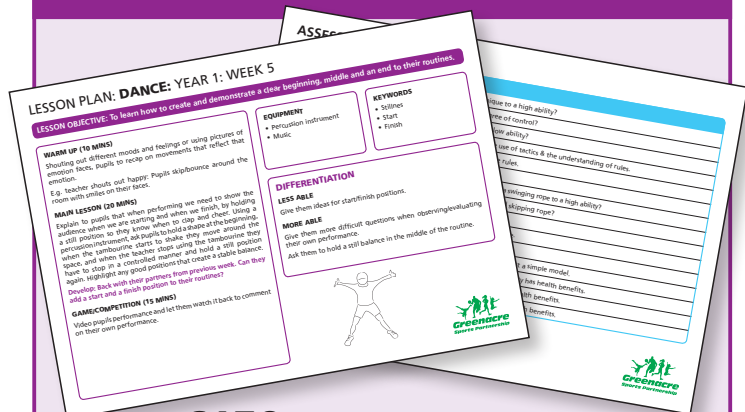 LESSON PLAN: DANCE: YEAR 1: WEEK 5
LESSON OBJECTIVE: To learn how to create and demonstrate a clear beginning, middle and an end to their routines.
WARM UP (10 MINS)
Shouting out different moods and feelings or using pictures of
emotion faces, pupils to recap on movements that reflect that
emotion.
E.g. teacher shouts out happy: Pupils skip/bounce around the
room with smiles on their faces.
MAIN LESSON (20 MINS)
Explain to pupils that when performing we need to show the
audience when we are starting and when we finish, by holding
a still position so they know when to clap and cheer. Using a
percussion instrument, ask pupils to hold a shape at the beginning,
when the tambourine starts to shake they move around the
space, and when the teacher stops using the tambourine they
have to stop in a controlled manner and hold a still position
again. Highlight any good positions that create a stable balance.
Develop: Back with their partners from previous week. Can they
add a start and a finish position to their routines?
GAME/COMPETITION (15 MINS)
Video pupils performance and let them watch it back to comment
on their own performance.
EQUIPMENT
• Percussion instrument
• Music
KEYWORDS
• Stillnes
• Start
• Finish
DIFFERENTIATION
LESS ABLE
Give them ideas for start/finish positions.
MORE ABLE
Give them more difficult questions when observing/evaluating
their own performance.
Ask them to hold a still balance in the middle of the routine.
Greenacre
Sports Partnership
to a high ability?
of control?
ability?
use of tactics & the understanding of rules.
rules.
swinging rope to a high ability?
skipping rope?
a simple model.
has health benefits.
benefits.
benefits.
Greenacre
Sports Partnership